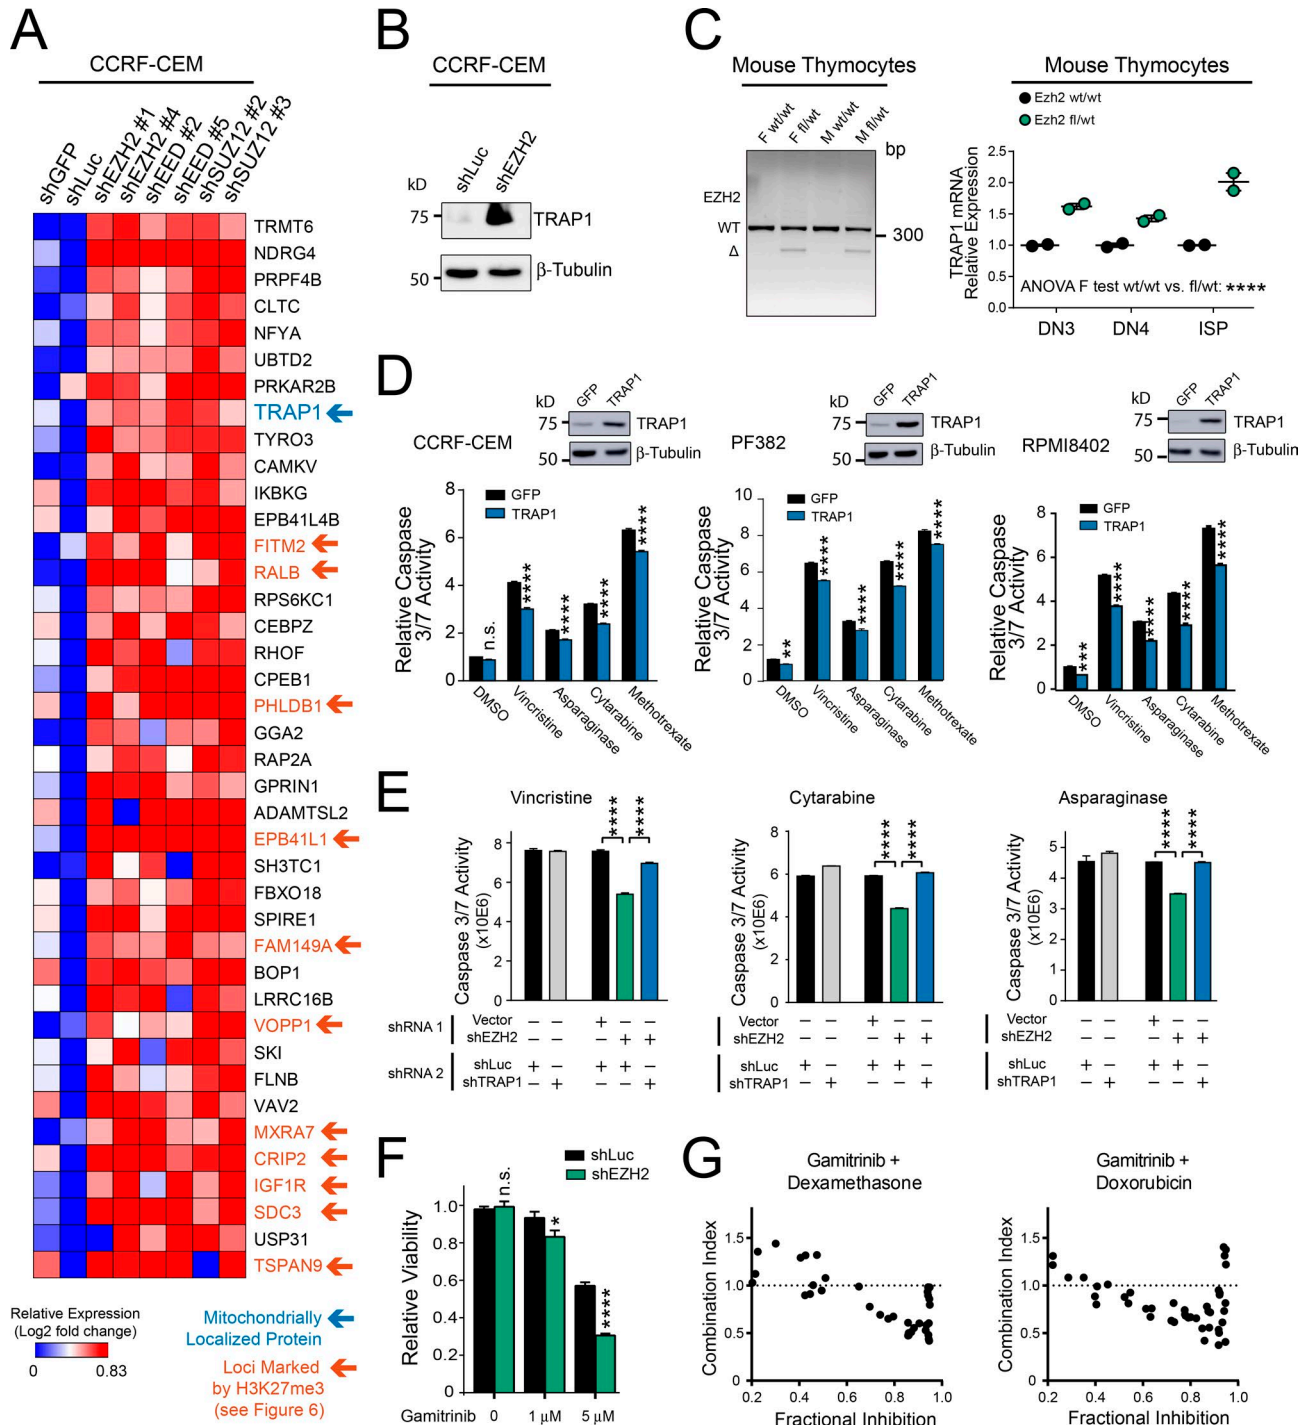 A
CCRF-CEM
shGFP
shLuc
shEZH2 #1
shEZH2 #4
shEED #2
shEED #5
shSUZ12 #2
shSUZ12 #3
TRMT6
NDRG4
PRPF4B
CLTC
NFYA
UBTD2
PRKAR2B
TRAP1
TYRO3
CAMKV
IKBKG
EPB41L4B
FITM2
RALB
RPS6KC1
CEBPZ
RHOF
CPEB1
PHLDB1
GGA2
RAP2A
GPRIN1
ADAMTSL2
EPB41L1
SH3TC1
FBXO18
SPIRE1
FAM149A
BOP1
LRRC16B
VOPP1
SKI
FLNB
VAV2
MXRA7
CRIP2
IGF1R
SDC3
USP31
TSPAN9
Relative Expression
(Log2 fold change)
0 0.83
Mitochondrially
Localized Protein
Loci Marked
by H3K27me3
(see Figure 6)
B
CCRF-CEM
shLuc
shEZH2
kD
75
TRAP1
50
β-Tubulin
C
Mouse Thymocytes
F wt/wt
F fl/wt
M wt/wt
M fl/wt
bp
EZH2
WT
Δ
300
Mouse Thymocytes
Ezh2 wt/wt
Ezh2 fl/wt
TRAP1 mRNA
Relative Expression
2.5
2.0
1.5
1.0
0.5
0.0
ANOVA F test wt/wt vs. fl/wt: ****
DN3 DN4 ISP
D
CCRF-CEM
kD
GFP
TRAP1
75
TRAP1
50
β-Tubulin
GFP
TRAP1
Relative Caspase
3/7 Activity
8
6
4
2
0
n.s.
****
****
****
****
DMSO
Vincristine
Asparaginase
Cytarabine
Methotrexate
PF382
kD
GFP
TRAP1
75
TRAP1
50
β-Tubulin
GFP
TRAP1
Relative Caspase
3/7 Activity
10
8
6
4
2
0
**
****
****
****
****
DMSO
Vincristine
Asparaginase
Cytarabine
Methotrexate
RPMI8402
kD
GFP
TRAP1
75
TRAP1
50
β-Tubulin
GFP
TRAP1
Relative Caspase
3/7 Activity
8
6
4
2
0
***
****
****
****
****
DMSO
Vincristine
Asparaginase
Cytarabine
Methotrexate
E
Vincristine
Caspase 3/7 Activity
(x10E6)
8
6
4
2
0
****
****
shRNA 1
Vector – – + – –
shEZH2 – – – + +
shRNA 2
shLuc + – + + –
shTRAP1 – + – – +
Cytarabine
Caspase 3/7 Activity
(x10E6)
8
6
4
2
0
****
****
Vector – – + – –
shEZH2 – – – + +
shLuc + – + + –
shTRAP1 – + – – +
Asparaginase
Caspase 3/7 Activity
(x10E6)
5
4
3
2
1
0
****
****
Vector – – + – –
shEZH2 – – – + +
shLuc + – + + –
shTRAP1 – + – – +
F
shLuc
shEZH2
Relative Viability
1.0
0.8
0.6
0.4
0.2
0
n.s.
*
****
Gamitrinib 0 1 μM 5 μM
G
Gamitrinib +
Dexamethasone
Combination Index
1.5
1.0
0.5
0
0.2 0.4 0.6 0.8 1.0
Fractional Inhibition
Gamitrinib +
Doxorubicin
Combination Index
1.5
1.0
0.5
0
0.2 0.4 0.6 0.8 1.0
Fractional Inhibition